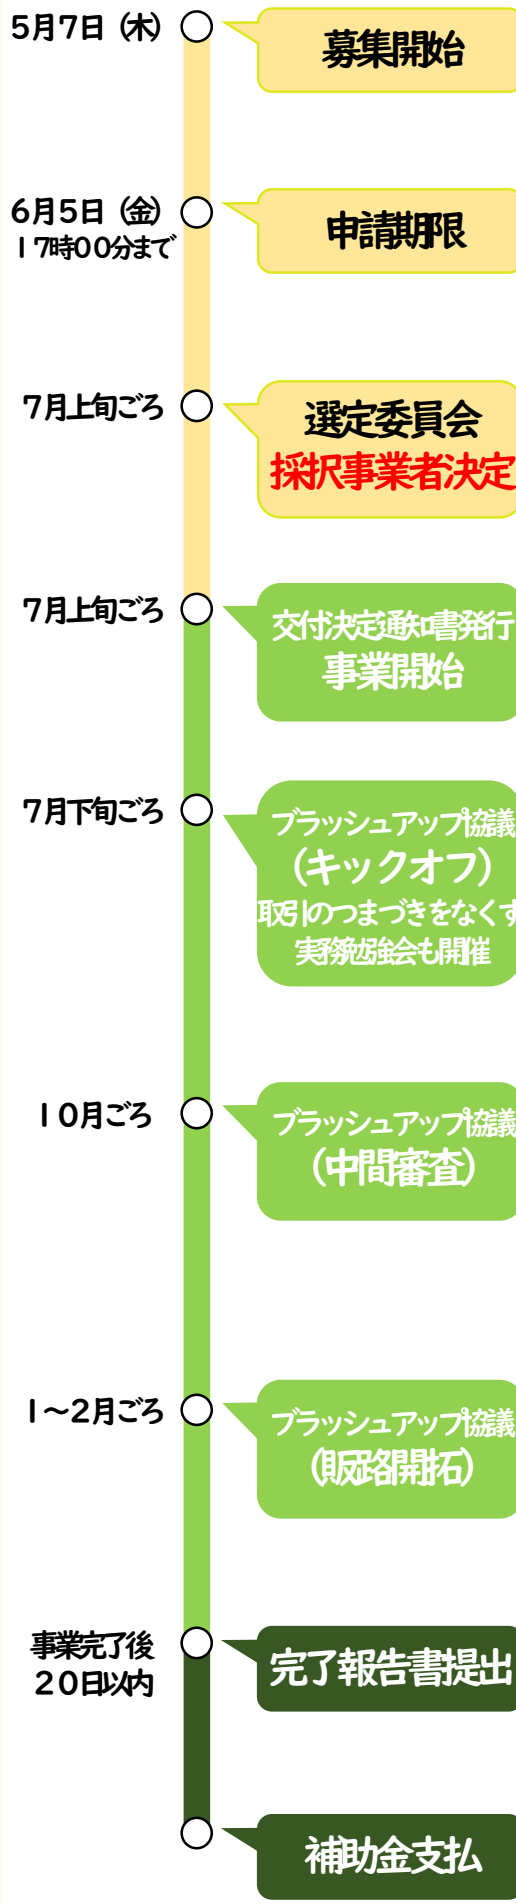 5月7日（木）
募集開始
6月5日（金）
17時00分まで
申請期限
7月上旬ごろ
選定委員会
採択事業者決定
7月上旬ごろ
交付決定通知書発行
事業開始
7月下旬ごろ
ブラッシュアップ協議
（キックオフ）
取引のつまづきをなくす
実務勉強会も開催
10月ごろ
ブラッシュアップ協議
（中間審査）
1～2月ごろ
ブラッシュアップ協議
（販路開拓）
事業完了後
20日以内
完了報告書提出
補助金支払